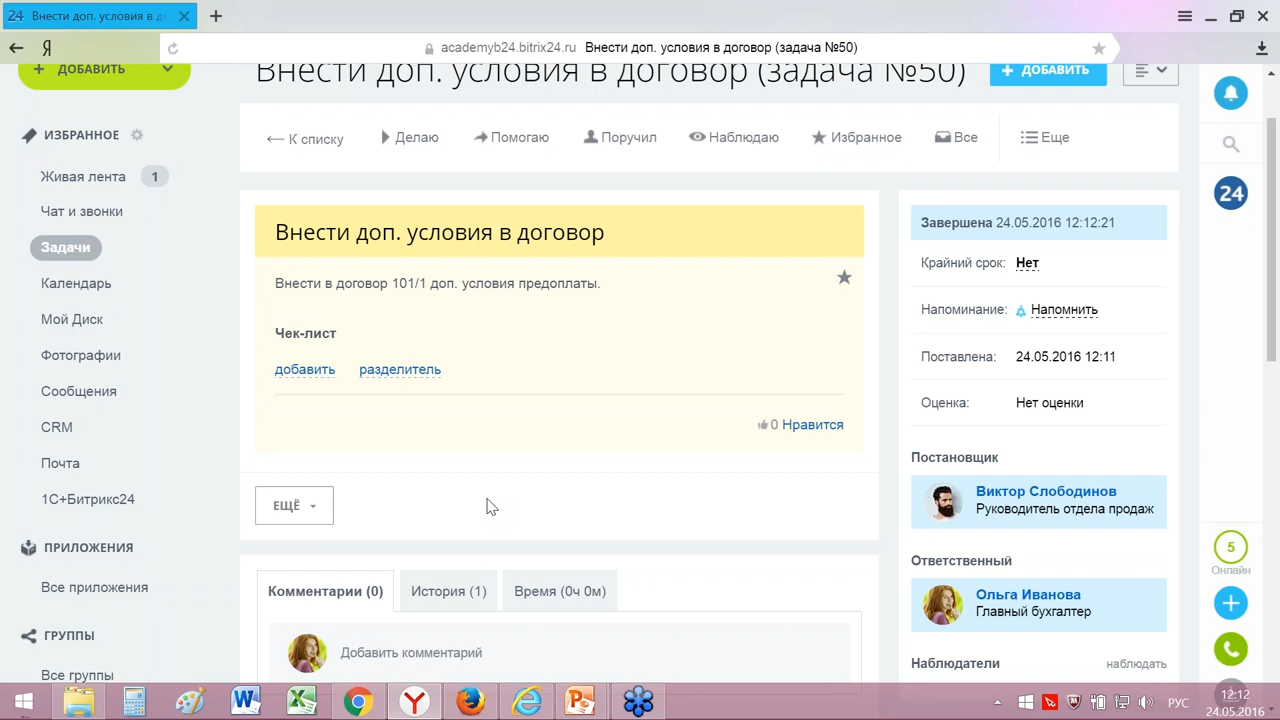 24 Внести доп. условия в до
Я
academyb24.bitrix24.ru Внести доп. условия в договор (задача №50)
+ ДОБАВИТЬ
Внести доп. условия в договор (задача №50)
+ ДОБАВИТЬ
ИЗБРАННОЕ
Живая лента 1
Чат и звонки
Задачи
Календарь
Мой Диск
Фотографии
Сообщения
CRM
Почта
1С+Битрикс24
ПРИЛОЖЕНИЯ
Все приложения
ГРУППЫ
Все группы
К списку
Делаю
Помогаю
Поручил
Наблюдаю
Избранное
Все
Еще
Внести доп. условия в договор
Внести в договор 101/1 доп. условия предоплаты.
Чек-лист
добавить разделитель
0 Нравится
ЕЩЁ
Комментарии (0) История (1) Время (0ч 0м)
Добавить комментарий
Завершена 24.05.2016 12:12:21
Крайний срок: Нет
Напоминание: Напомнить
Поставлена: 24.05.2016 12:11
Оценка: Нет оценки
Постановщик
Виктор Слободинов
Руководитель отдела продаж
Ответственный
Ольга Иванова
Главный бухгалтер
Наблюдатели наблюдать
24
5
Онлайн
РУС
12:12
24.05.2016